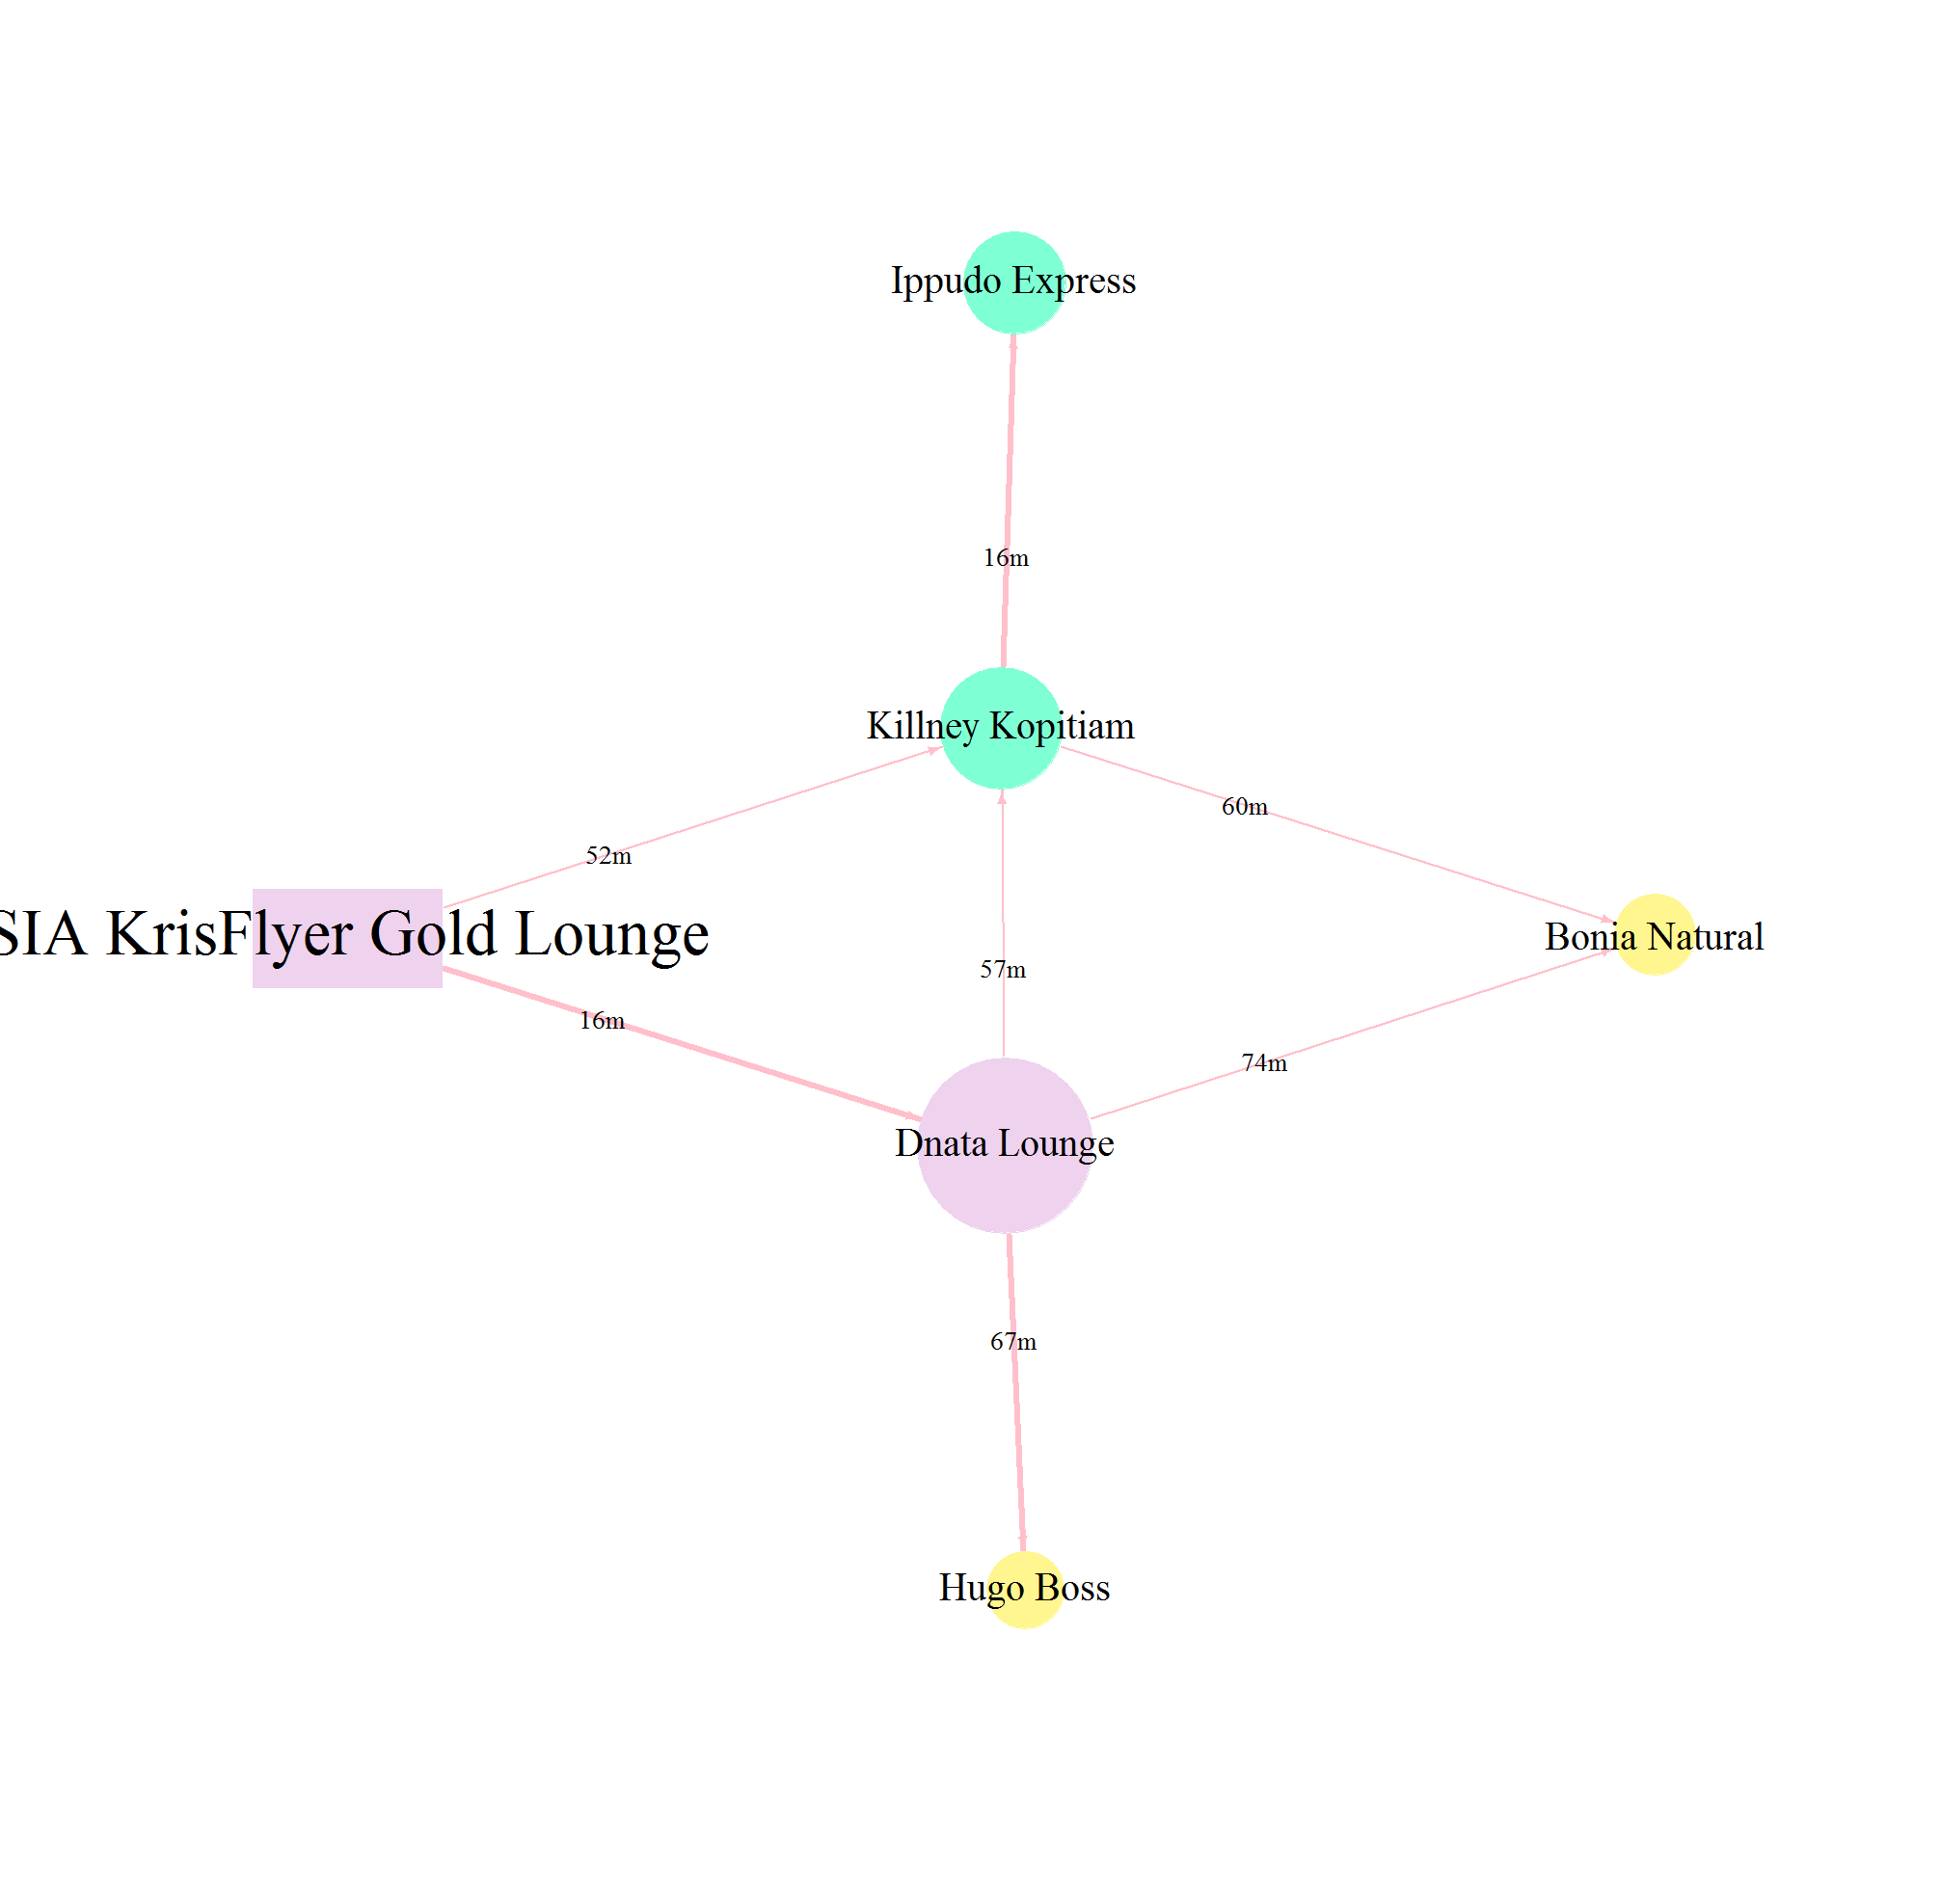 Ippudo Express
16m
Killney Kopitiam
60m
52m
SIA KrisFlyer Gold Lounge
Bonia Natural
57m
16m
74m
Dnata Lounge
67m
Hugo Boss